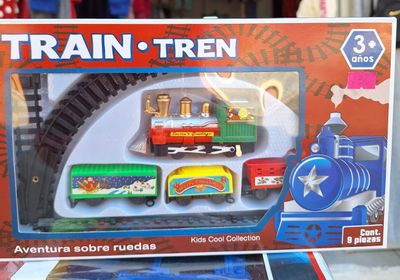 TRAIN · TREN
3+
años
Kids Cool Collection
Aventura sobre ruedas
Cont.
9 piezas